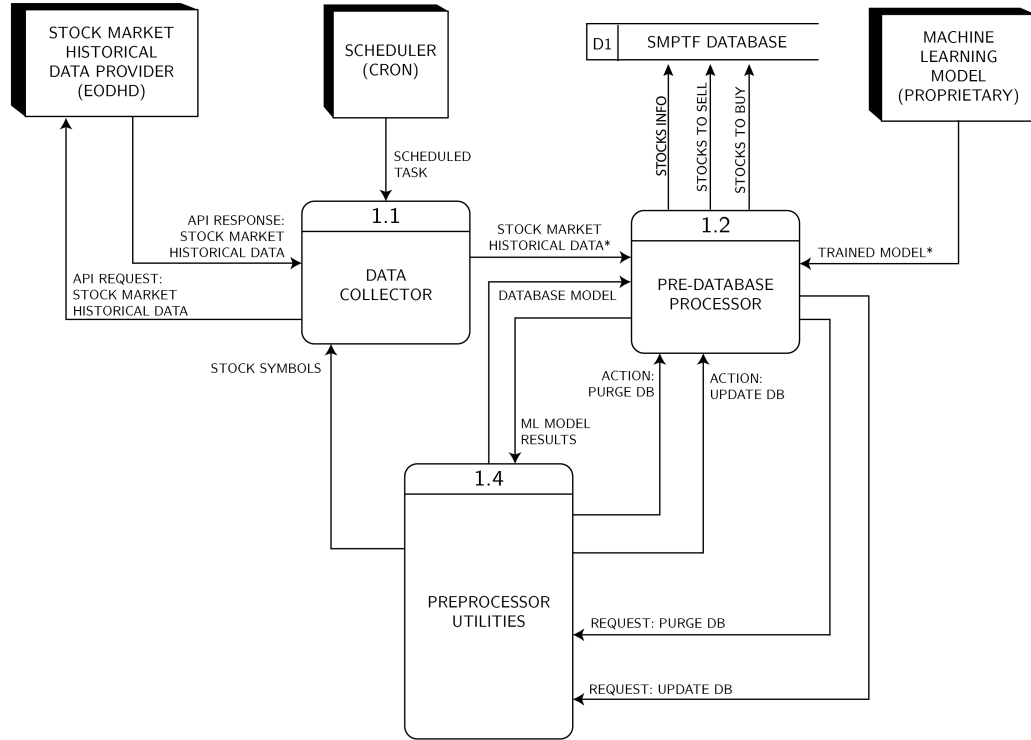 STOCK MARKET
HISTORICAL
DATA PROVIDER
(EODHD)
SCHEDULER
(CRON)
D1
SMPTF DATABASE
MACHINE
LEARNING
MODEL
(PROPRIETARY)
STOCKS INFO
STOCKS TO SELL
STOCKS TO BUY
SCHEDULED
TASK
1.1
DATA
COLLECTOR
API RESPONSE:
STOCK MARKET
HISTORICAL DATA
API REQUEST:
STOCK MARKET
HISTORICAL DATA
STOCK MARKET
HISTORICAL DATA*
1.2
PRE-DATABASE
PROCESSOR
TRAINED MODEL*
DATABASE MODEL
STOCK SYMBOLS
ACTION:
PURGE DB
ACTION:
UPDATE DB
ML MODEL
RESULTS
1.4
PREPROCESSOR
UTILITIES
REQUEST: PURGE DB
REQUEST: UPDATE DB